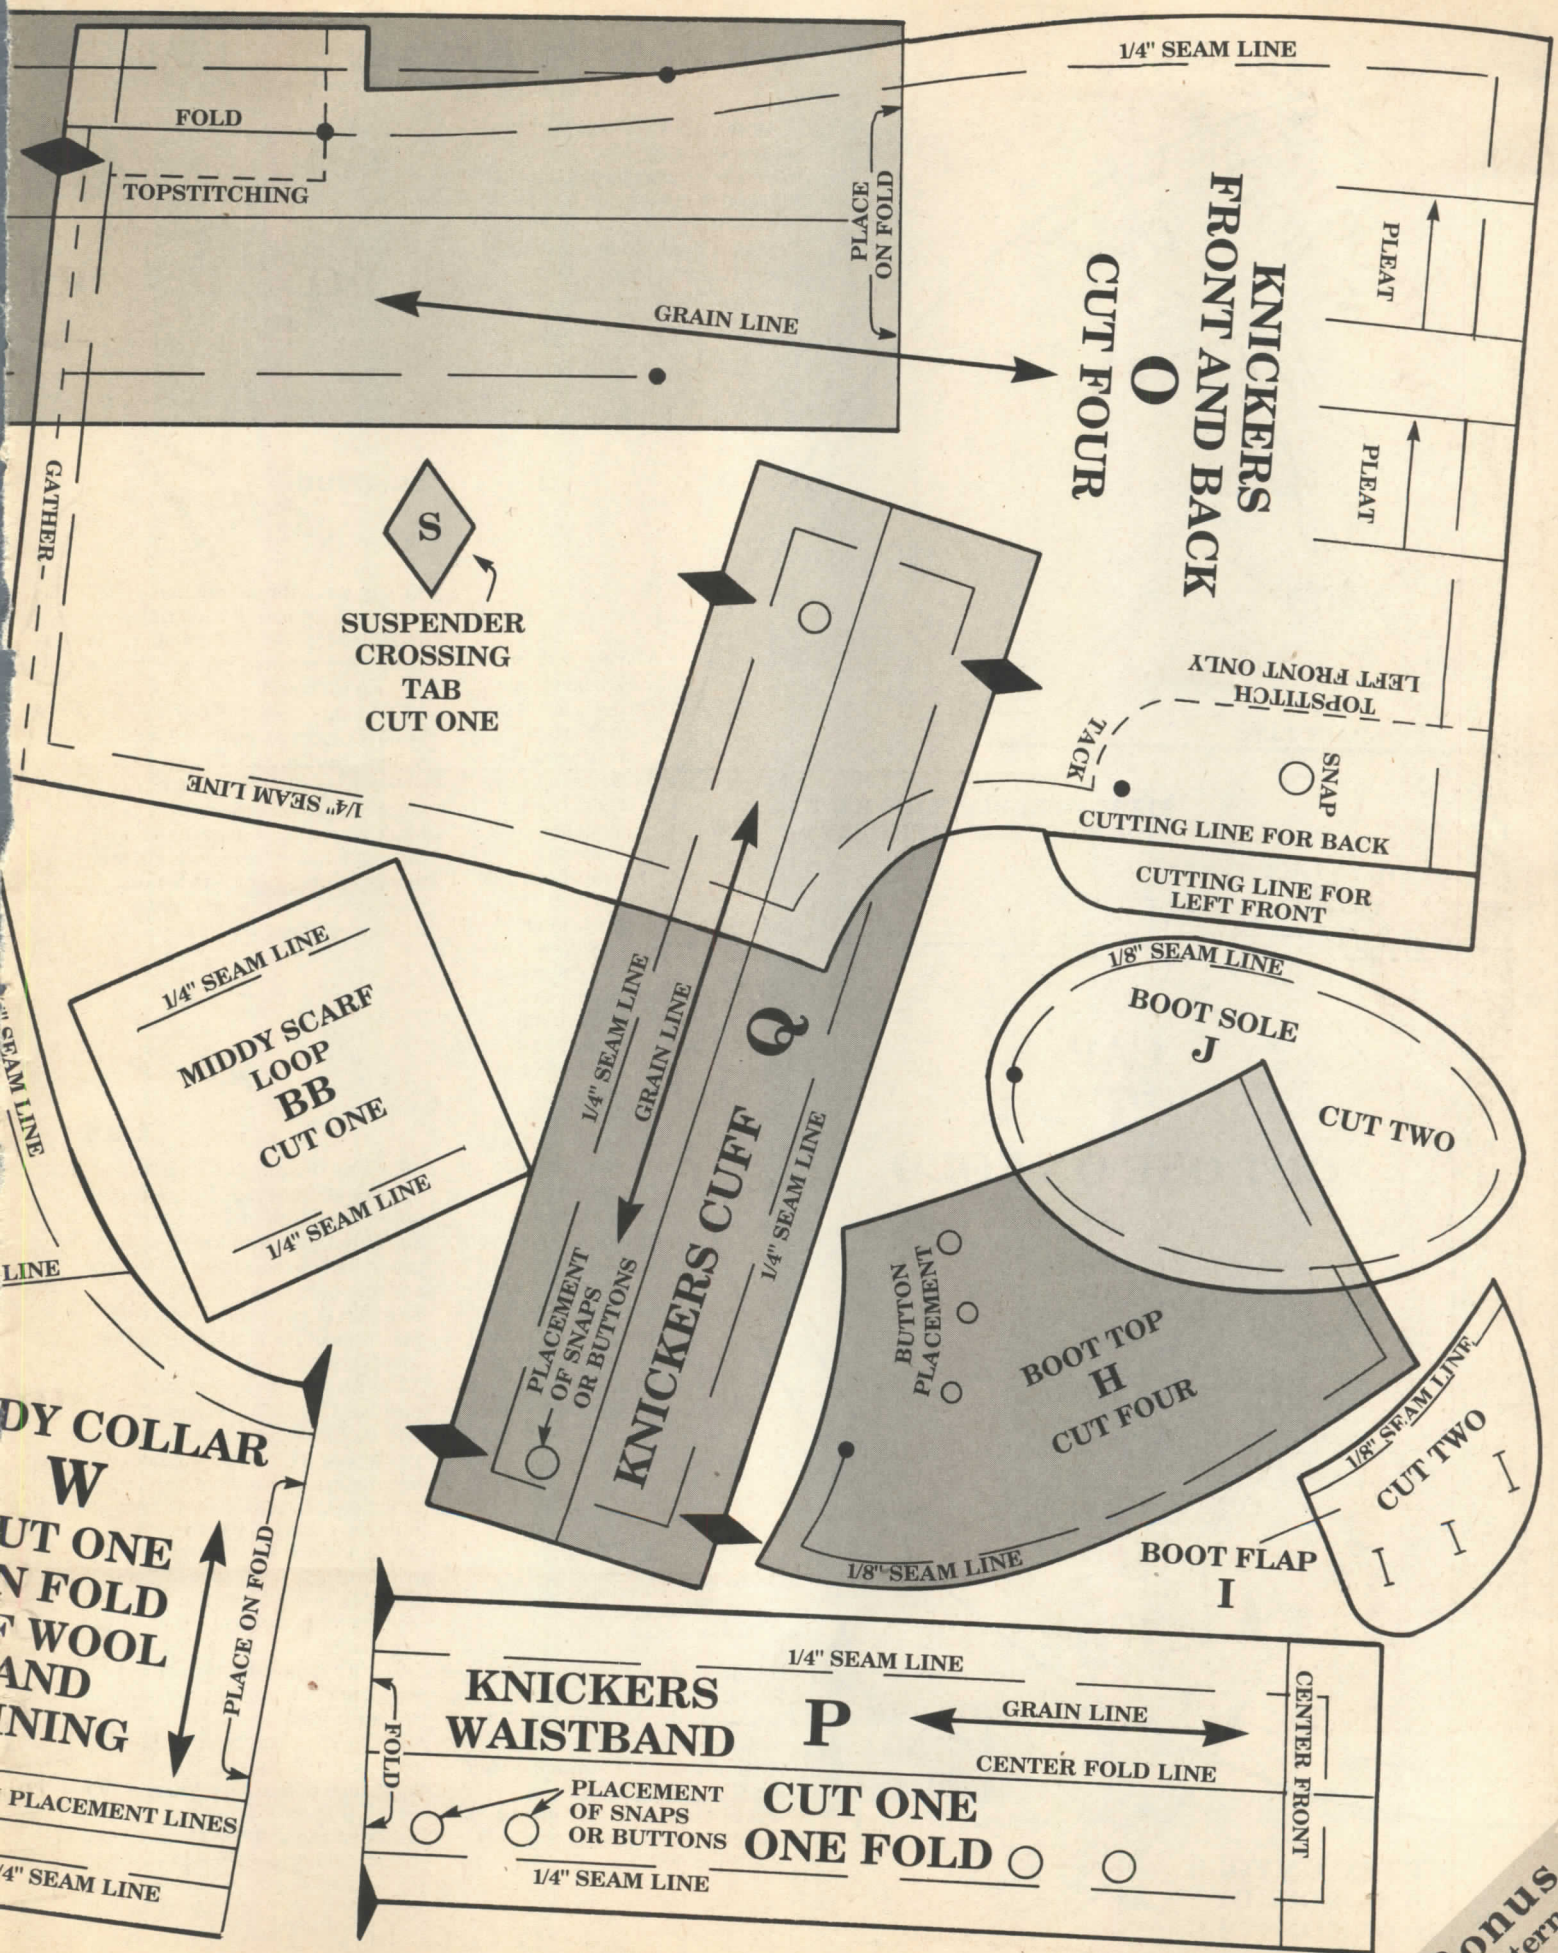 1/4" SEAM LINE
FOLD
TOPSTITCHING
PLACE
ON FOLD
GRAIN LINE
KNICKERS
FRONT AND BACK
O
CUT FOUR
PLEAT
PLEAT
GATHER
S
SUSPENDER
CROSSING
TAB
CUT ONE
TOPSTITCH
LEFT FRONT ONLY
TACK
SNAP
CUTTING LINE FOR BACK
CUTTING LINE FOR
LEFT FRONT
1/4" SEAM LINE
1/4" SEAM LINE
MIDDY SCARF
LOOP
BB
CUT ONE
1/4" SEAM LINE
SEAM LINE
LINE
1/4" SEAM LINE
GRAIN LINE
Q
KNICKERS CUFF
1/4" SEAM LINE
PLACEMENT
OF SNAPS
OR BUTTONS
1/8" SEAM LINE
BOOT SOLE
J
CUT TWO
BUTTON
PLACEMENT
BOOT TOP
H
CUT FOUR
1/8" SEAM LINE
1/8" SEAM LINE
CUT TWO
BOOT FLAP
I
DY COLLAR
W
UT ONE
N FOLD
F WOOL
AND
INING
PLACE ON FOLD
PLACEMENT LINES
/4" SEAM LINE
1/4" SEAM LINE
KNICKERS
WAISTBAND
P
GRAIN LINE
CENTER FOLD LINE
FOLD
CENTER FRONT
PLACEMENT
OF SNAPS
OR BUTTONS
CUT ONE
ONE FOLD
1/4" SEAM LINE
onus
tern